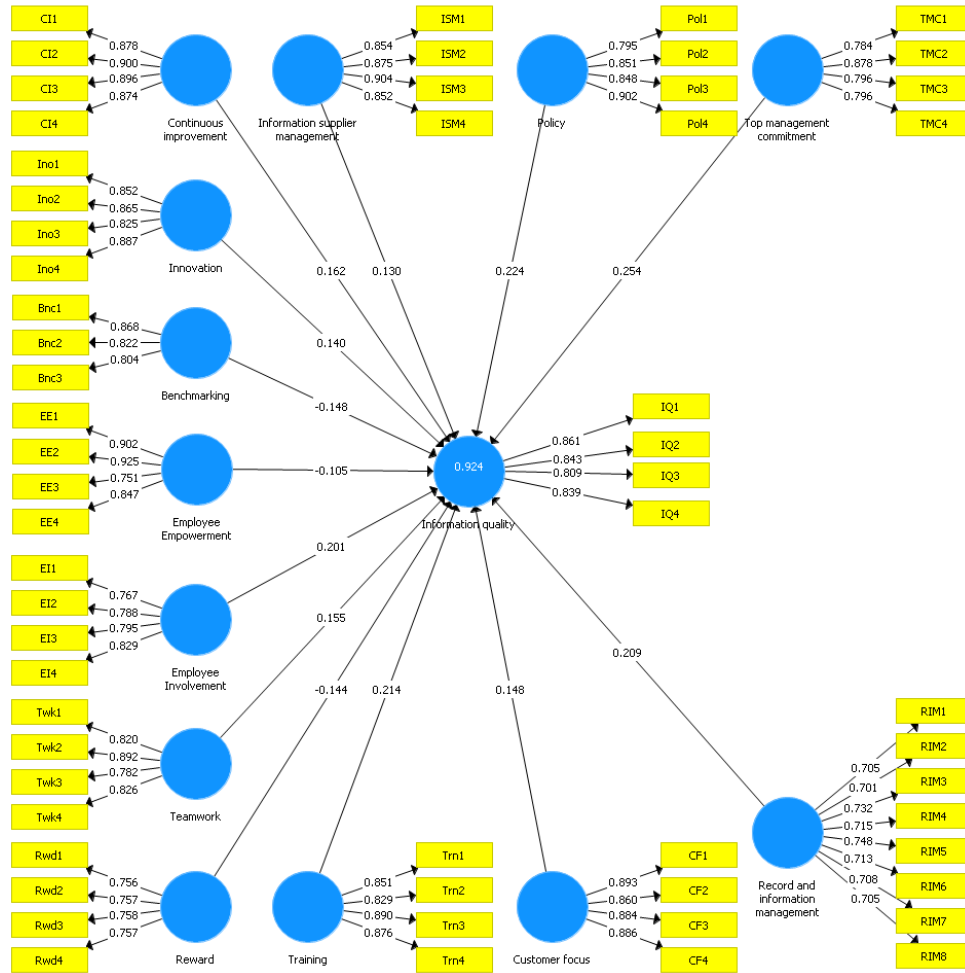 CI1
CI2
CI3
CI4
0.878
0.900
0.896
0.874
Continuous
improvement
ISM1
ISM2
ISM3
ISM4
0.854
0.875
0.904
0.852
Information supplier
management
Pol1
Pol2
Pol3
Pol4
0.795
0.851
0.848
0.902
Policy
TMC1
TMC2
TMC3
TMC4
0.784
0.878
0.796
0.796
Top management
commitment
Ino1
Ino2
Ino3
Ino4
0.852
0.865
0.825
0.887
Innovation
0.162
0.130
0.224
0.254
Bnc1
Bnc2
Bnc3
0.868
0.822
0.804
Benchmarking
0.140
-0.148
EE1
EE2
EE3
EE4
0.902
0.925
0.751
0.847
Employee
Empowerment
-0.105
0.924
Information quality
IQ1
IQ2
IQ3
IQ4
0.861
0.843
0.809
0.839
EI1
EI2
EI3
EI4
0.767
0.788
0.795
0.829
Employee
Involvement
0.201
0.155
-0.144
0.214
0.148
0.209
Twk1
Twk2
Twk3
Twk4
0.820
0.892
0.782
0.826
Teamwork
Rwd1
Rwd2
Rwd3
Rwd4
0.756
0.757
0.758
0.757
Reward
Trn1
Trn2
Trn3
Trn4
0.851
0.829
0.890
0.876
Training
CF1
CF2
CF3
CF4
0.893
0.860
0.884
0.886
Customer focus
RIM1
RIM2
RIM3
RIM4
RIM5
RIM6
RIM7
RIM8
0.705
0.701
0.732
0.715
0.748
0.713
0.708
0.705
Record and
information
management